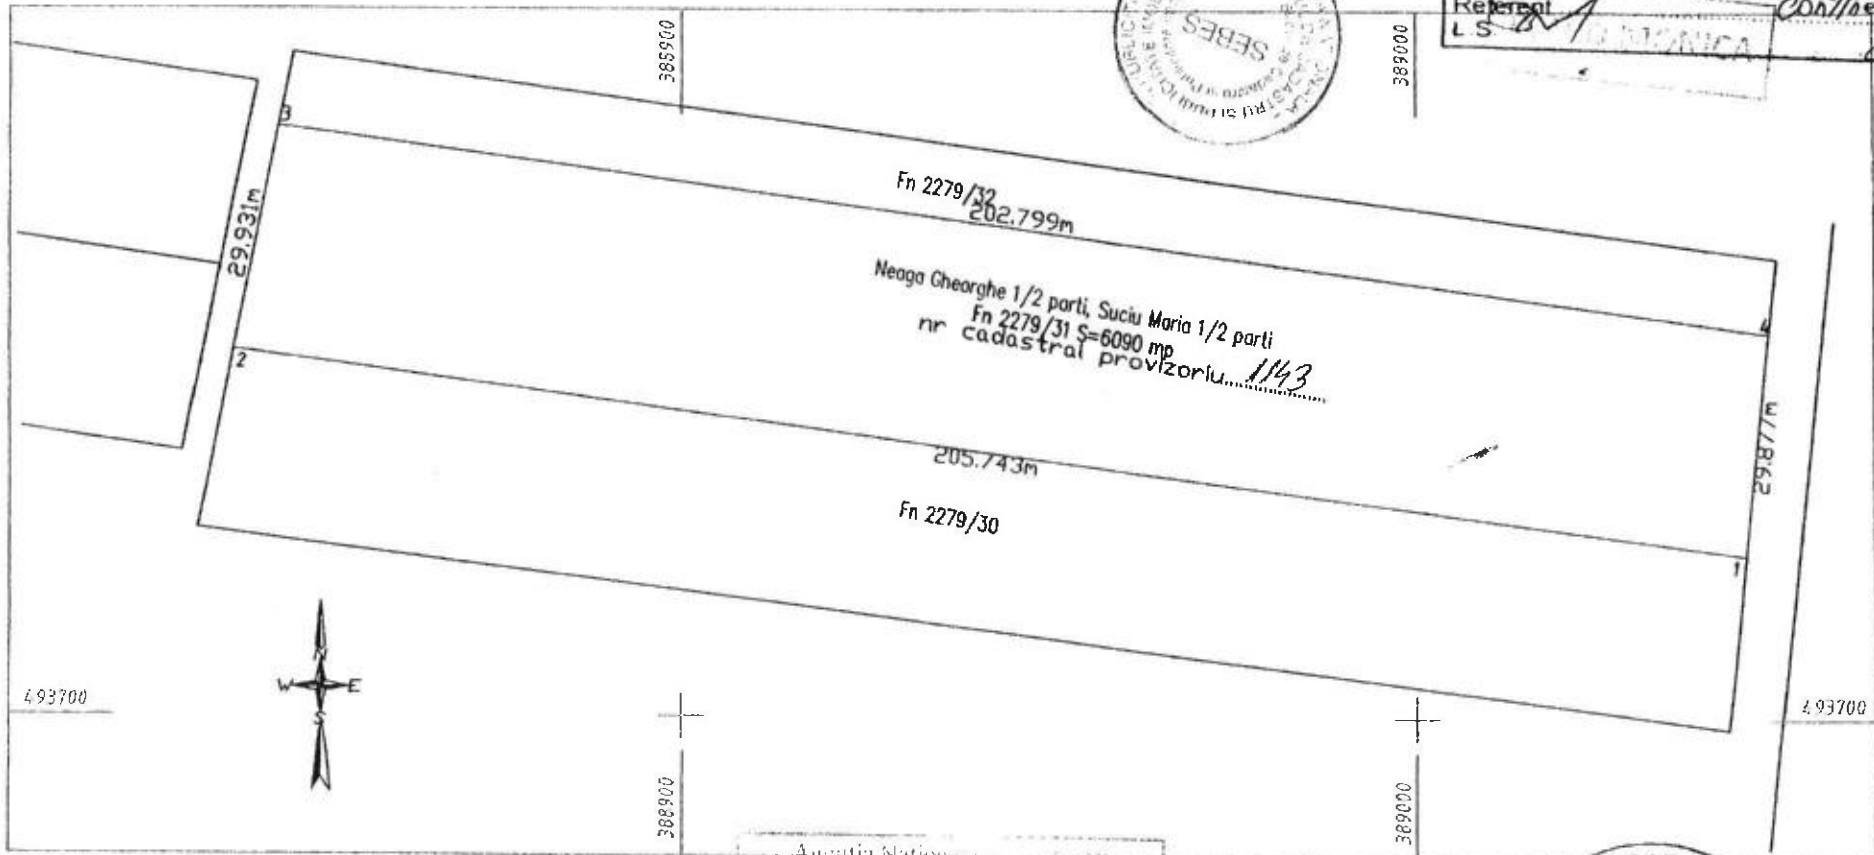 388900
SEBES
389000
Referent
L.S.
MONICA
3
Fn 2279/32
202.799m
29.931m
Neaga Gheorghe 1/2 parti, Suciu Maria 1/2 parti
Fn 2279/31 S=6090 mp
nr cadastral provizoriu......1143
4
2
29.877m
205.743m
Fn 2279/30
1
N
W E
S
493700
493700
388900
389000